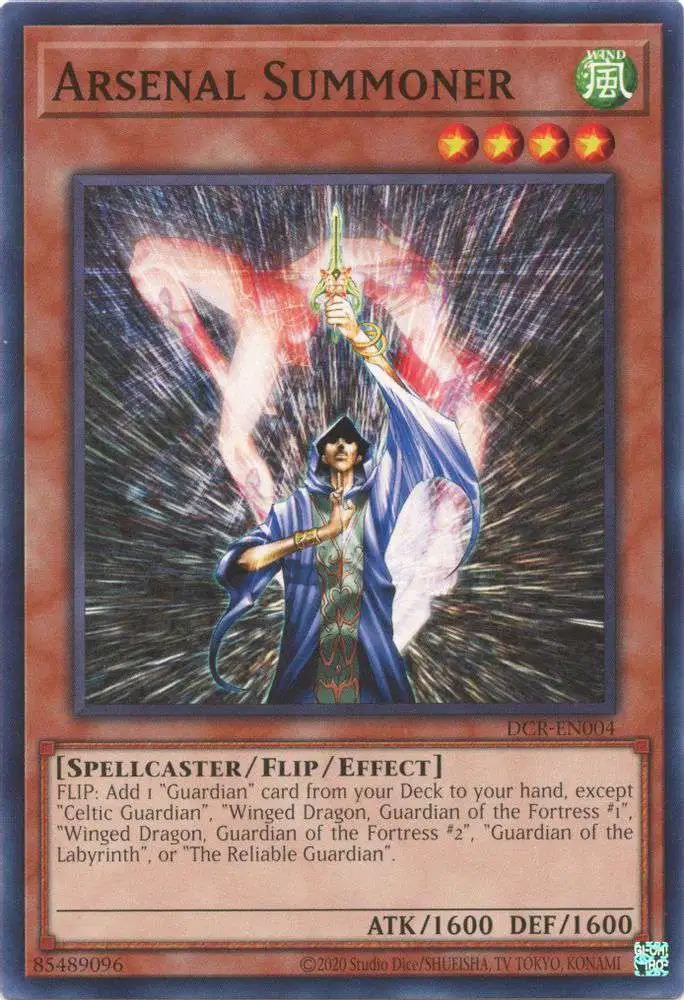 ARSENAL SUMMONER
WIND
風
DCR-EN004
[SPELLCASTER/FLIP/EFFECT]
FLIP: Add 1 "Guardian" card from your Deck to your hand, except
"Celtic Guardian", "Winged Dragon, Guardian of the Fortress #1",
"Winged Dragon, Guardian of the Fortress #2", "Guardian of the
Labyrinth", or "The Reliable Guardian".
ATK/1600 DEF/1600
85489096
©2020 Studio Dice/SHUEISHA, TV TOKYO, KONAMI